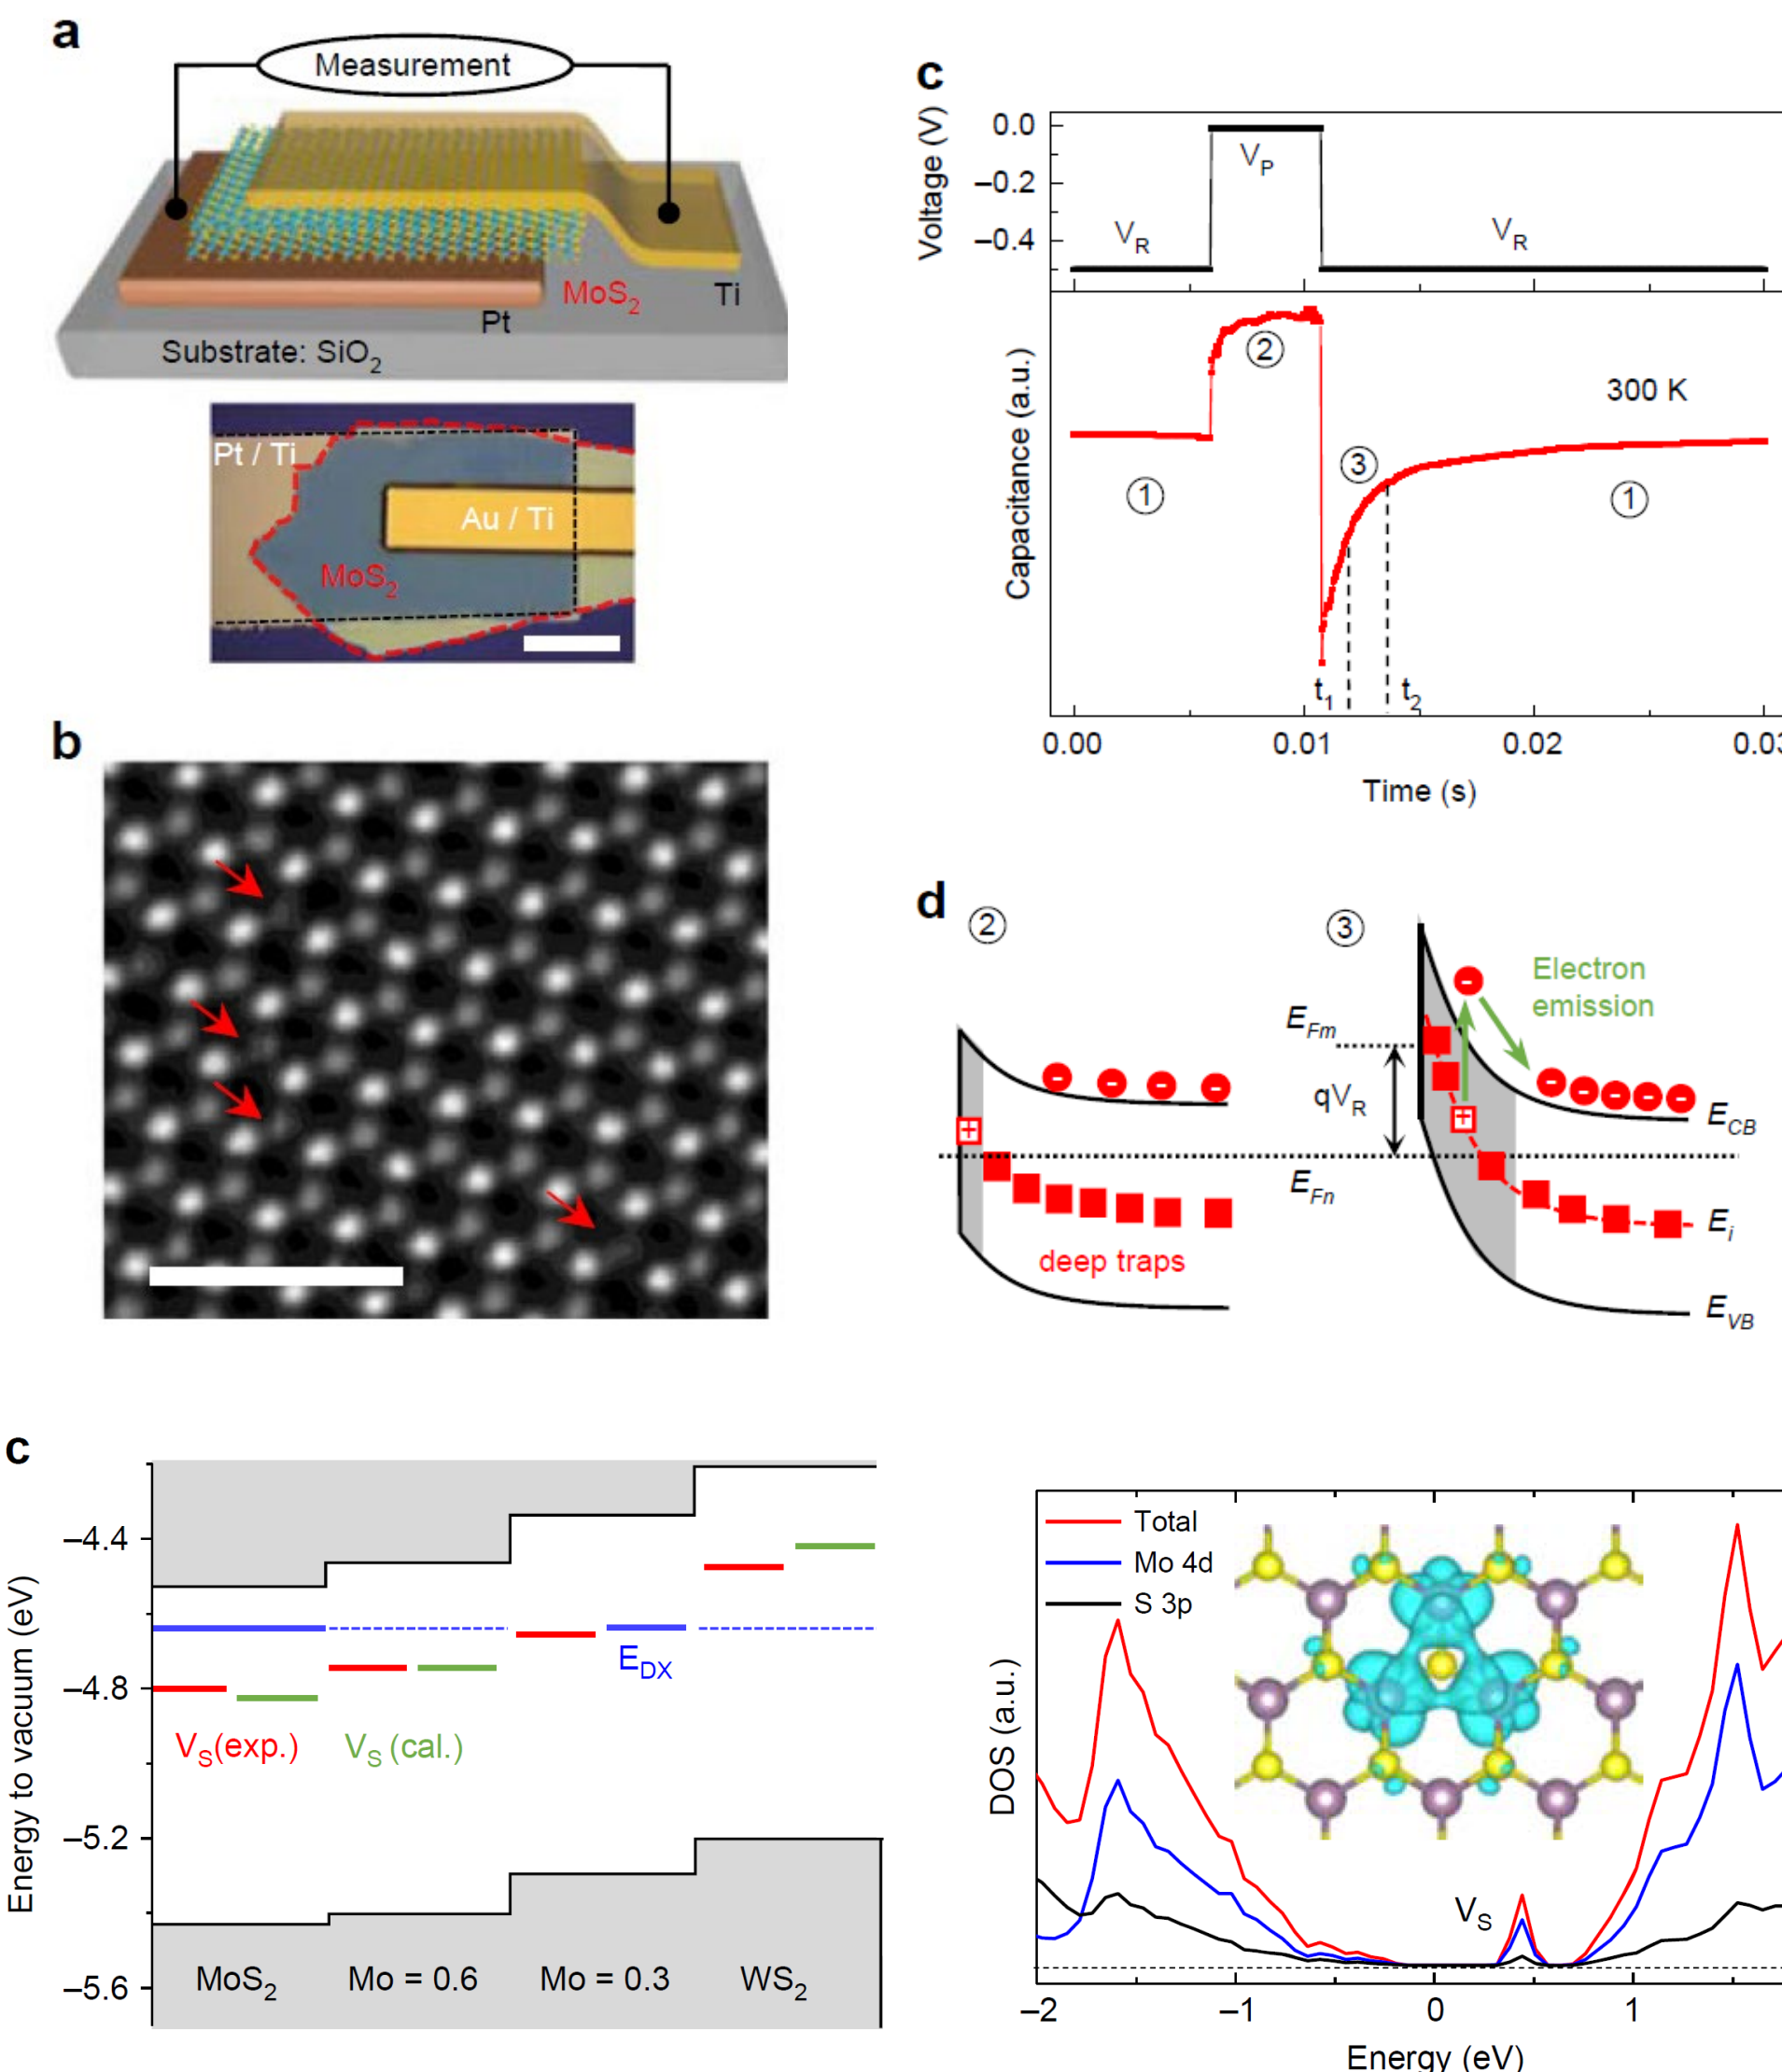 a
Measurement
MoS2
Ti
Pt
Substrate: SiO2
Pt / Ti
Au / Ti
MoS2
b
c
Voltage (V)
0.0
–0.2
–0.4
VR
VP
VR
Capacitance (a.u.)
300 K
1
2
3
1
t1
t2
0.00
0.01
0.02
0.03
Time (s)
d
2
3
Electron
emission
EFm
qVR
ECB
EFn
Ei
deep traps
EVB
c
Energy to vacuum (eV)
–4.4
–4.8
–5.2
–5.6
EDX
VS(exp.)
VS (cal.)
MoS2
Mo = 0.6
Mo = 0.3
WS2
Total
Mo 4d
S 3p
DOS (a.u.)
VS
–2
–1
0
1
Energy (eV)